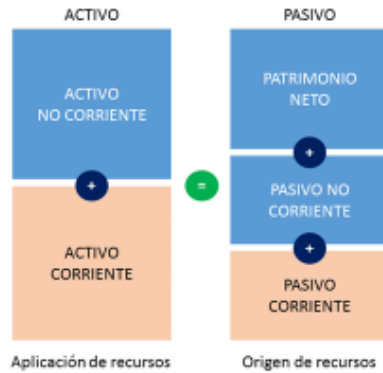 ACTIVO
ACTIVO
NO CORRIENTE
+
ACTIVO
CORRIENTE
Aplicación de recursos
=
PASIVO
PATRIMONIO
NETO
+
PASIVO NO
CORRIENTE
+
PASIVO
CORRIENTE
Origen de recursos